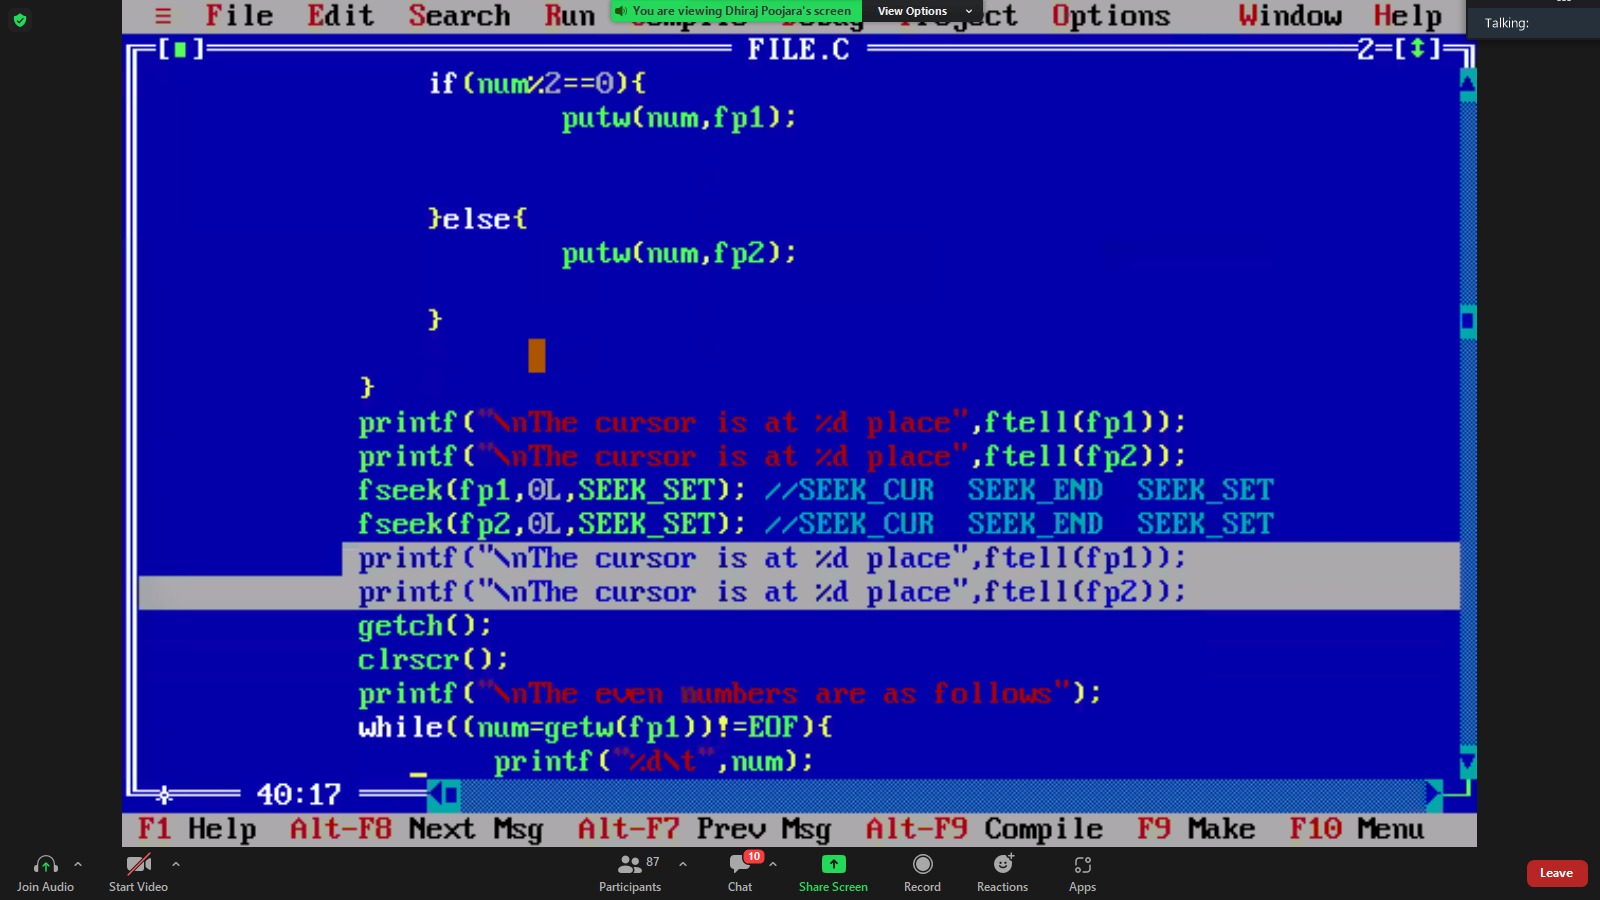 ≡ File Edit Search Run Compile Debug Project Options Window Help
You are viewing Dhiraj Poojara's screen View Options
Talking:
[■] FILE.C 2=[↕]
if(num%2==0){
putw(num,fp1);
}else{
putw(num,fp2);
}
}
printf("\nThe cursor is at %d place",ftell(fp1));
printf("\nThe cursor is at %d place",ftell(fp2));
fseek(fp1,0L,SEEK_SET); //SEEK_CUR SEEK_END SEEK_SET
fseek(fp2,0L,SEEK_SET); //SEEK_CUR SEEK_END SEEK_SET
printf("\nThe cursor is at %d place",ftell(fp1));
printf("\nThe cursor is at %d place",ftell(fp2));
getch();
clrscr();
printf("\nThe even numbers are as follows");
while((num=getw(fp1))!=EOF){
printf("%d\t",num);
40:17
F1 Help Alt-F8 Next Msg Alt-F7 Prev Msg Alt-F9 Compile F9 Make F10 Menu
87 10
Join Audio Start Video Participants Chat Share Screen Record Reactions Apps Leave